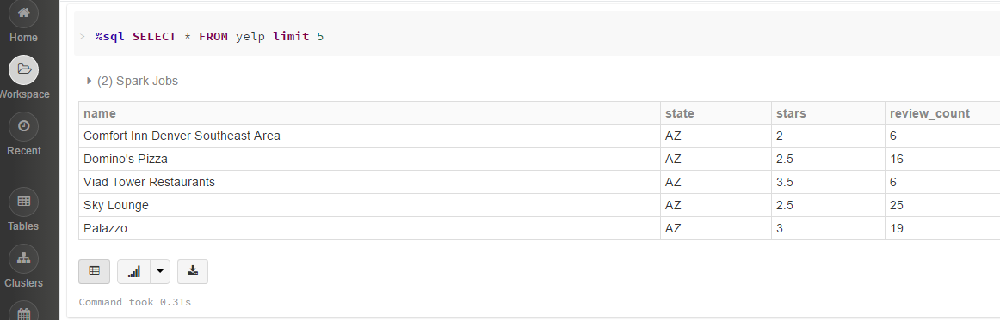 Home
Workspace
Recent
Tables
Clusters
> %sql SELECT * FROM yelp limit 5
(2) Spark Jobs
name state stars review_count
Comfort Inn Denver Southeast Area AZ 2 6
Domino's Pizza AZ 2.5 16
Viad Tower Restaurants AZ 3.5 6
Sky Lounge AZ 2.5 25
Palazzo AZ 3 19
Command took 0.31s